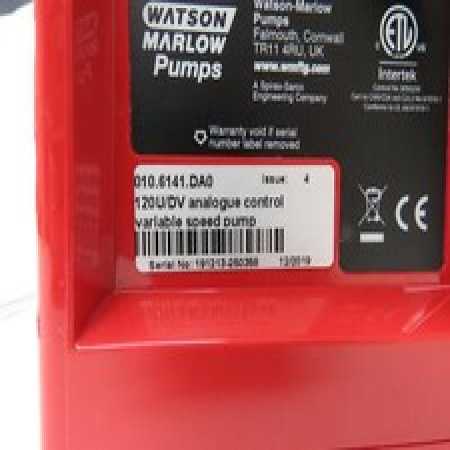 WATSON
MARLOW
Pumps
Watson-Marlow
Pumps
Falmouth, Cornwall
TR11 4RU, UK
www.wmftg.com
A Spirax-Sarco
Engineering Company
Intertek
Warranty void if serial
number label removed
010.6141.DA0 Issue: 4
120U/DV analogue control
variable speed pump
Serial No: 12/2019